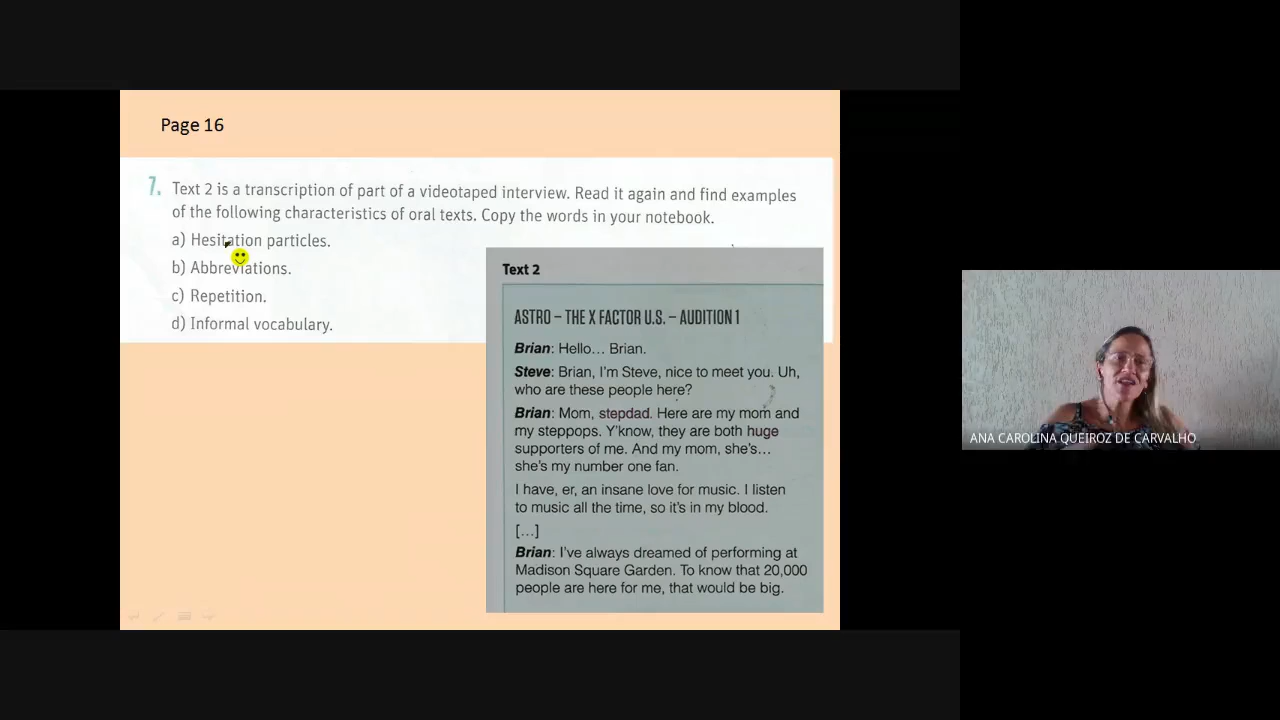 Page 16
7. Text 2 is a transcription of part of a videotaped interview. Read it again and find examples
of the following characteristics of oral texts. Copy the words in your notebook.
a) Hesitation particles.
b) Abbreviations.
c) Repetition.
d) Informal vocabulary.
Text 2
ASTRO – THE X FACTOR U.S. – AUDITION 1
Brian: Hello... Brian.
Steve: Brian, I'm Steve, nice to meet you. Uh,
who are these people here?
Brian: Mom, stepdad. Here are my mom and
my steppops. Y'know, they are both huge
supporters of me. And my mom, she's...
she's my number one fan.
I have, er, an insane love for music. I listen
to music all the time, so it's in my blood.
[...]
Brian: I've always dreamed of performing at
Madison Square Garden. To know that 20,000
people are here for me, that would be big.
ANA CAROLINA QUEIROZ DE CARVALHO